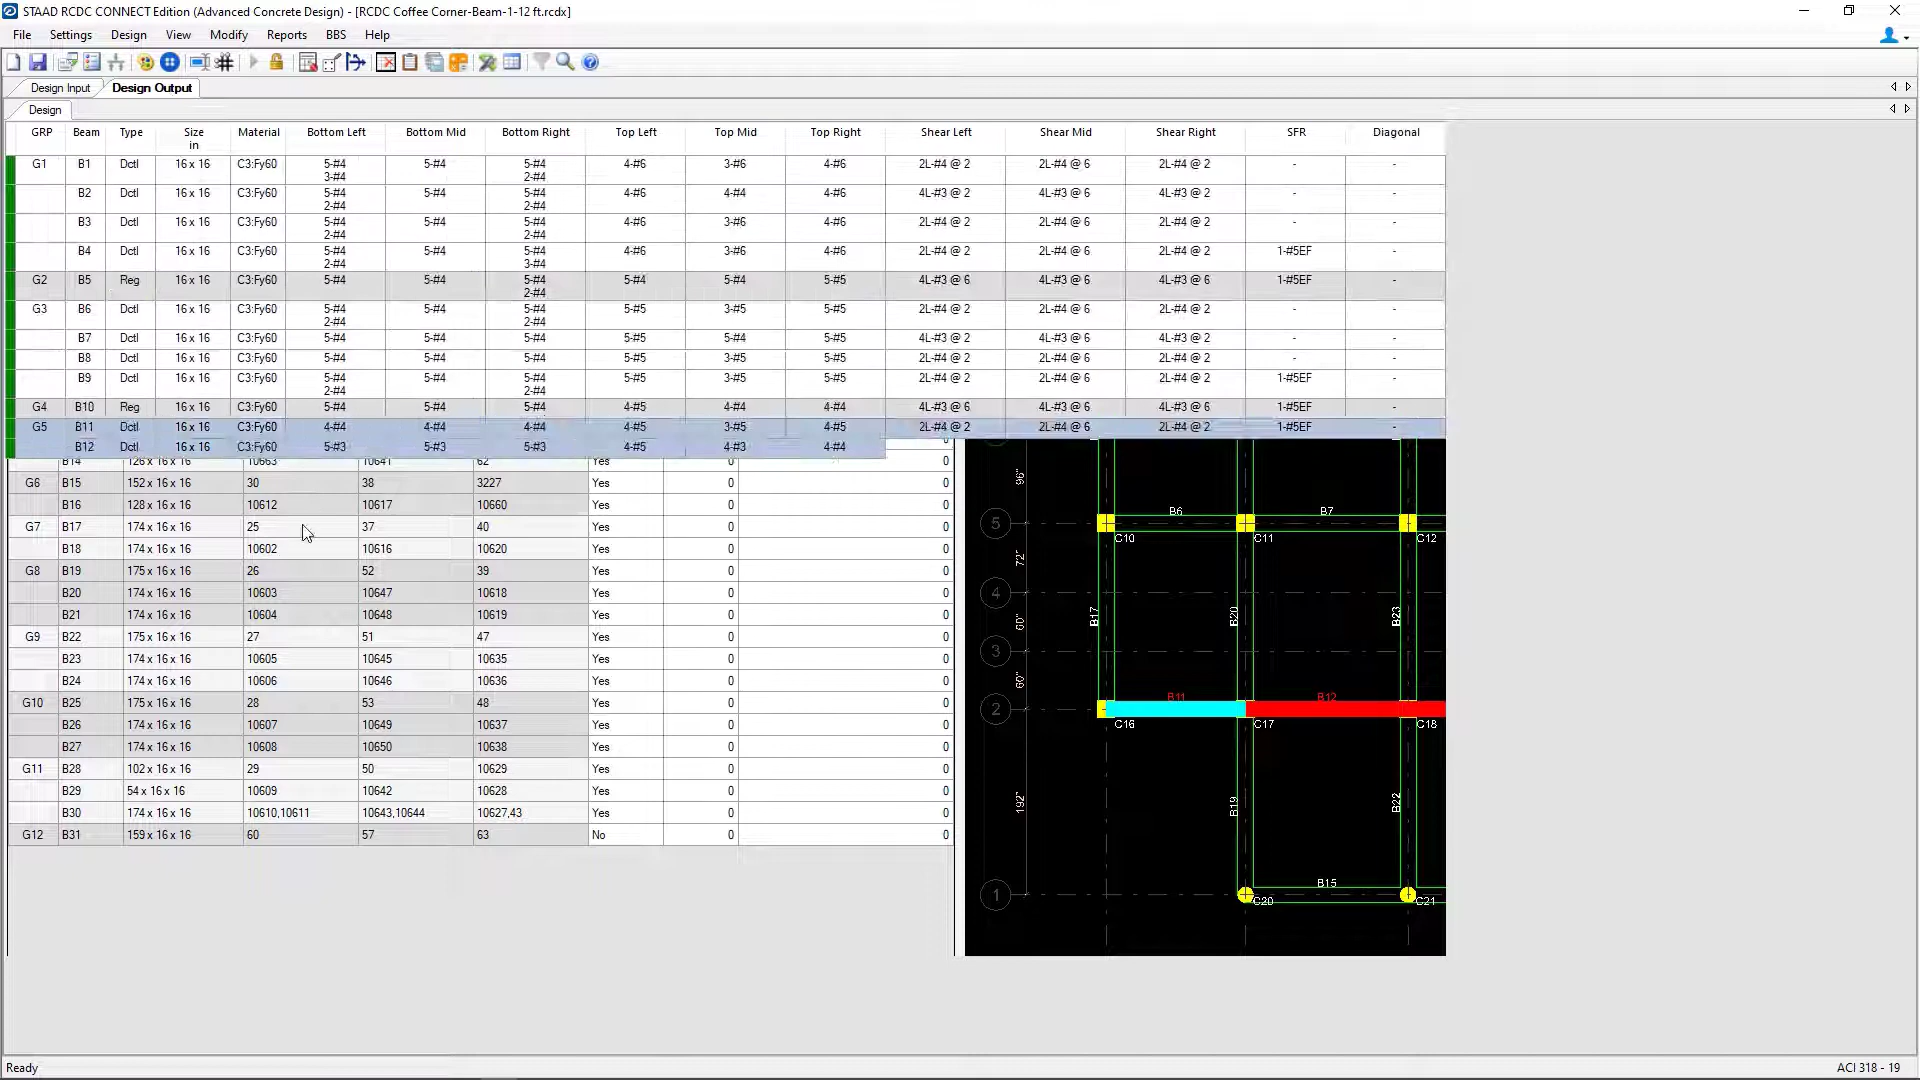 STAAD RCDC CONNECT Edition (Advanced Concrete Design) - [RCDC Coffee Corner-Beam-1-12 ft.rcdx]
File Settings Design View Modify Reports BBS Help
Design Input Design Output
Design
GRP Beam Type Size in Material Bottom Left Bottom Mid Bottom Right Top Left Top Mid Top Right Shear Left Shear Mid Shear Right SFR Diagonal
G1 B1 Dctl 16 x 16 C3:Fy60 5-#4 5-#4 5-#4 4-#6 3-#6 4-#6 2L-#4 @ 2 2L-#4 @ 6 2L-#4 @ 2 - -
3-#4 2-#4
B2 Dctl 16 x 16 C3:Fy60 5-#4 5-#4 5-#4 4-#6 4-#4 4-#6 4L-#3 @ 2 4L-#3 @ 6 4L-#3 @ 2 - -
2-#4 2-#4
B3 Dctl 16 x 16 C3:Fy60 5-#4 5-#4 5-#4 4-#6 3-#6 4-#6 2L-#4 @ 2 2L-#4 @ 6 2L-#4 @ 2 - -
2-#4 2-#4
B4 Dctl 16 x 16 C3:Fy60 5-#4 5-#4 5-#4 4-#6 3-#6 4-#6 2L-#4 @ 2 2L-#4 @ 6 2L-#4 @ 2 1-#5EF -
2-#4 3-#4
G2 B5 Reg 16 x 16 C3:Fy60 5-#4 5-#4 5-#4 5-#4 5-#4 5-#5 4L-#3 @ 6 4L-#3 @ 6 4L-#3 @ 6 1-#5EF -
2-#4
G3 B6 Dctl 16 x 16 C3:Fy60 5-#4 5-#4 5-#4 5-#5 3-#5 5-#5 2L-#4 @ 2 2L-#4 @ 6 2L-#4 @ 2 - -
2-#4 2-#4
B7 Dctl 16 x 16 C3:Fy60 5-#4 5-#4 5-#4 5-#5 5-#4 5-#5 4L-#3 @ 2 4L-#3 @ 6 4L-#3 @ 2 - -
B8 Dctl 16 x 16 C3:Fy60 5-#4 5-#4 5-#4 5-#5 3-#5 5-#5 2L-#4 @ 2 2L-#4 @ 6 2L-#4 @ 2 - -
B9 Dctl 16 x 16 C3:Fy60 5-#4 5-#4 5-#4 5-#5 3-#5 5-#5 2L-#4 @ 2 2L-#4 @ 6 2L-#4 @ 2 1-#5EF -
2-#4 2-#4
G4 B10 Reg 16 x 16 C3:Fy60 5-#4 5-#4 5-#4 4-#5 4-#4 4-#4 4L-#3 @ 6 4L-#3 @ 6 4L-#3 @ 6 1-#5EF -
G5 B11 Dctl 16 x 16 C3:Fy60 4-#4 4-#4 4-#4 4-#5 3-#5 4-#5 2L-#4 @ 2 2L-#4 @ 6 2L-#4 @ 2 1-#5EF -
B12 Dctl 16 x 16 C3:Fy60 5-#3 5-#3 5-#3 4-#5 4-#3 4-#4
B14 126 x 16 x 16 10663 10641 62 Yes 0 0
G6 B15 152 x 16 x 16 30 38 3227 Yes 0 0
B16 128 x 16 x 16 10612 10617 10660 Yes 0 0
G7 B17 174 x 16 x 16 25 37 40 Yes 0 0
B18 174 x 16 x 16 10602 10616 10620 Yes 0 0
G8 B19 175 x 16 x 16 26 52 39 Yes 0 0
B20 174 x 16 x 16 10603 10647 10618 Yes 0 0
B21 174 x 16 x 16 10604 10648 10619 Yes 0 0
G9 B22 175 x 16 x 16 27 51 47 Yes 0 0
B23 174 x 16 x 16 10605 10645 10635 Yes 0 0
B24 174 x 16 x 16 10606 10646 10636 Yes 0 0
G10 B25 175 x 16 x 16 28 53 48 Yes 0 0
B26 174 x 16 x 16 10607 10649 10637 Yes 0 0
B27 174 x 16 x 16 10608 10650 10638 Yes 0 0
G11 B28 102 x 16 x 16 29 50 10629 Yes 0 0
B29 54 x 16 x 16 10609 10642 10628 Yes 0 0
B30 174 x 16 x 16 10610,10611 10643,10644 10627,43 Yes 0 0
G12 B31 159 x 16 x 16 60 57 63 No 0 0
96"
B6 B7
5
C10 C11 C12
72"
4
B17 B20 B23
60"
3
60"
B11 B12
2
C16 C17 C18
192"
B19 B22
B15
1
C20 C21
Ready ACI 318 - 19